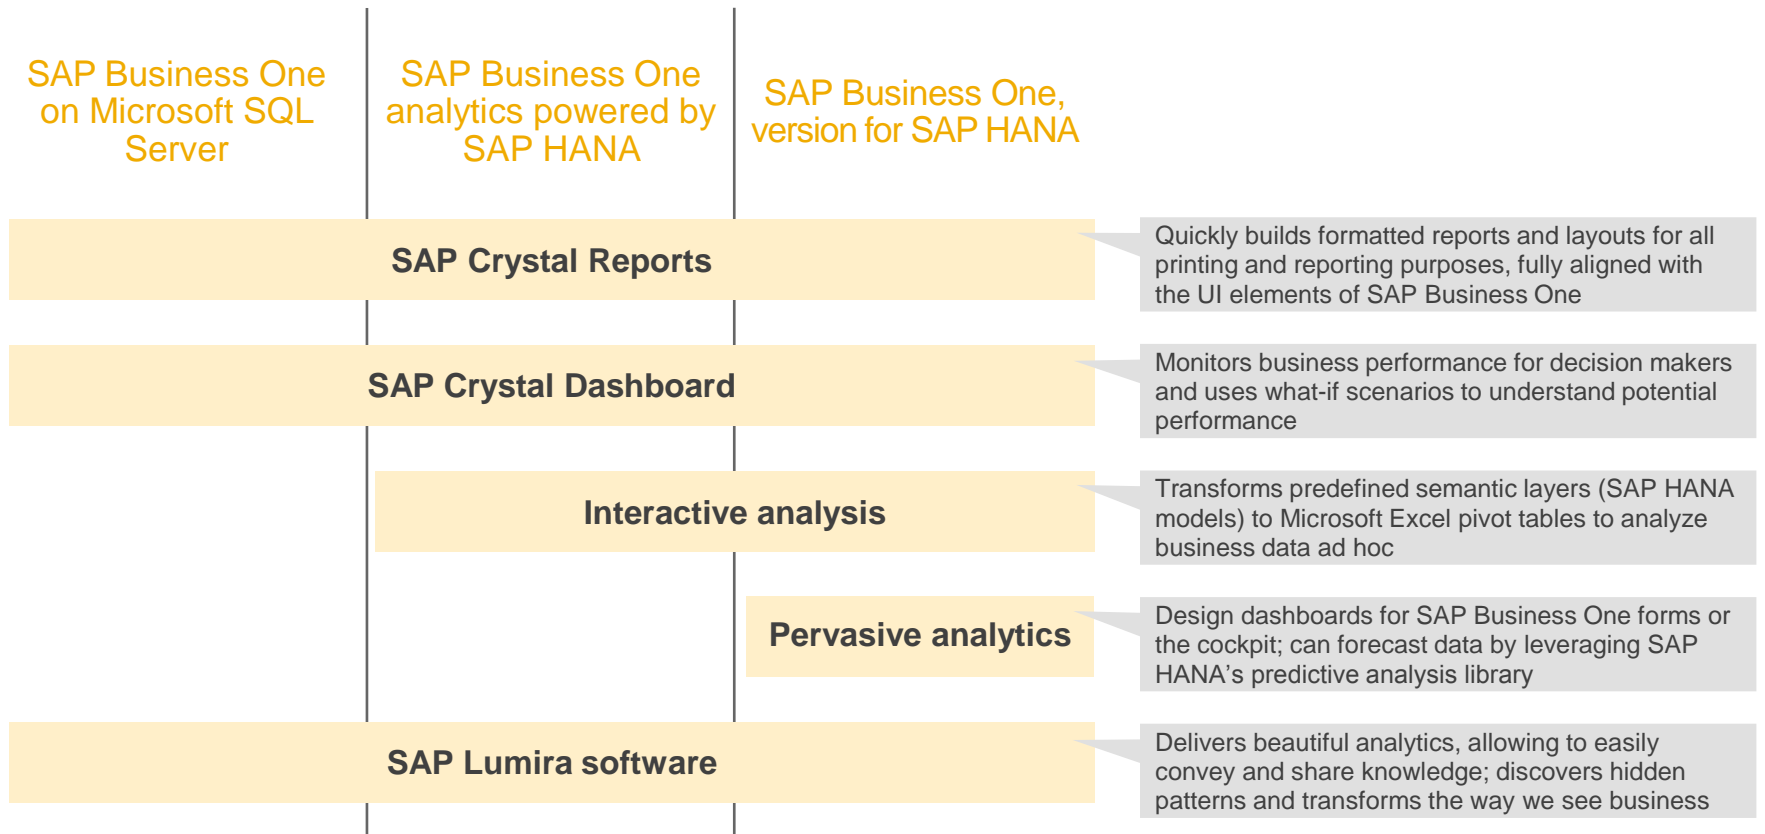 SAP Business One
on Microsoft SQL
Server
SAP Business One
analytics powered by
SAP HANA
SAP Business One,
version for SAP HANA
SAP Crystal Reports
Quickly builds formatted reports and layouts for all
printing and reporting purposes, fully aligned with
the UI elements of SAP Business One
SAP Crystal Dashboard
Monitors business performance for decision makers
and uses what-if scenarios to understand potential
performance
Interactive analysis
Transforms predefined semantic layers (SAP HANA
models) to Microsoft Excel pivot tables to analyze
business data ad hoc
Pervasive analytics
Design dashboards for SAP Business One forms or
the cockpit; can forecast data by leveraging SAP
HANA’s predictive analysis library
SAP Lumira software
Delivers beautiful analytics, allowing to easily
convey and share knowledge; discovers hidden
patterns and transforms the way we see business